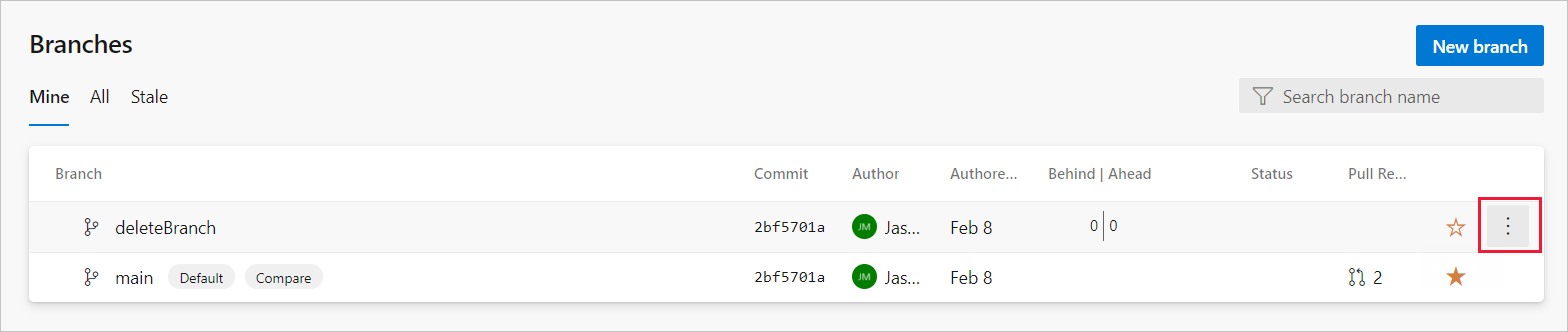 Branches
New branch
Mine All Stale
Search branch name
Branch Commit Author Authore... Behind | Ahead Status Pull Re...
deleteBranch 2bf5701a JM Jas... Feb 8 0 0
main Default Compare 2bf5701a JM Jas... Feb 8 2